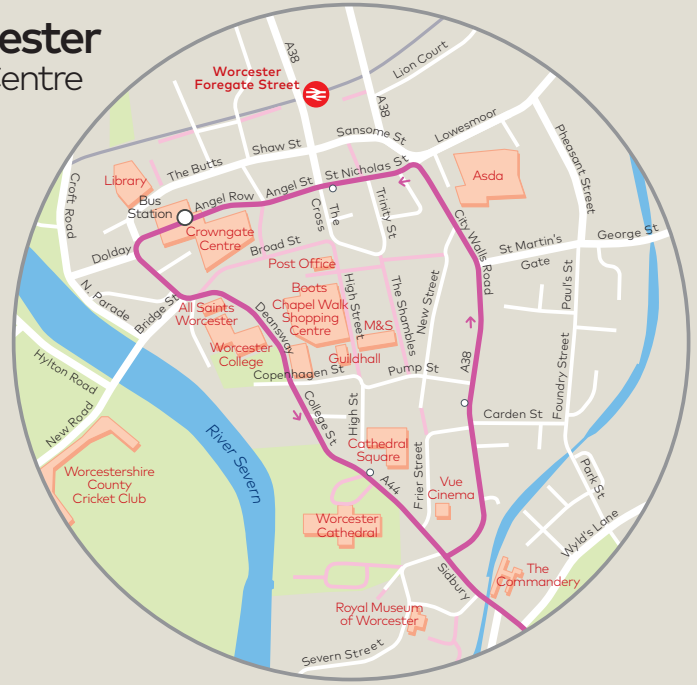 ester
Centre
A38
Lion Court
Worcester
Foregate Street
A38
Sansome St
Lowesmoor
Shaw St
The Butts
Pheasant Street
Croft Road
Library
Bus
Station
Angel Row
Angel St
St Nicholas St
Asda
The
Cross
Trinity St
City Walls Road
Crowngate
Centre
Broad St
St Martin's
Gate
George St
Dolday
Post Office
N. Parade
Bridge St
Boots
Chapel Walk
Shopping
Centre
High Street
The Shambles
New Street
Paul's St
All Saints
Worcester
Deansway
M&S
Worcester
College
Guildhall
Foundry Street
Hylton Road
Copenhagen St
Pump St
A38
New Road
College St
High St
Carden St
River Severn
Cathedral
Square
Frier Street
Park St
Worcestershire
County
Cricket Club
A44
Vue
Cinema
Worcester
Cathedral
Wyld's Lane
Sidbury
The
Commandery
Royal Museum
of Worcester
Severn Street